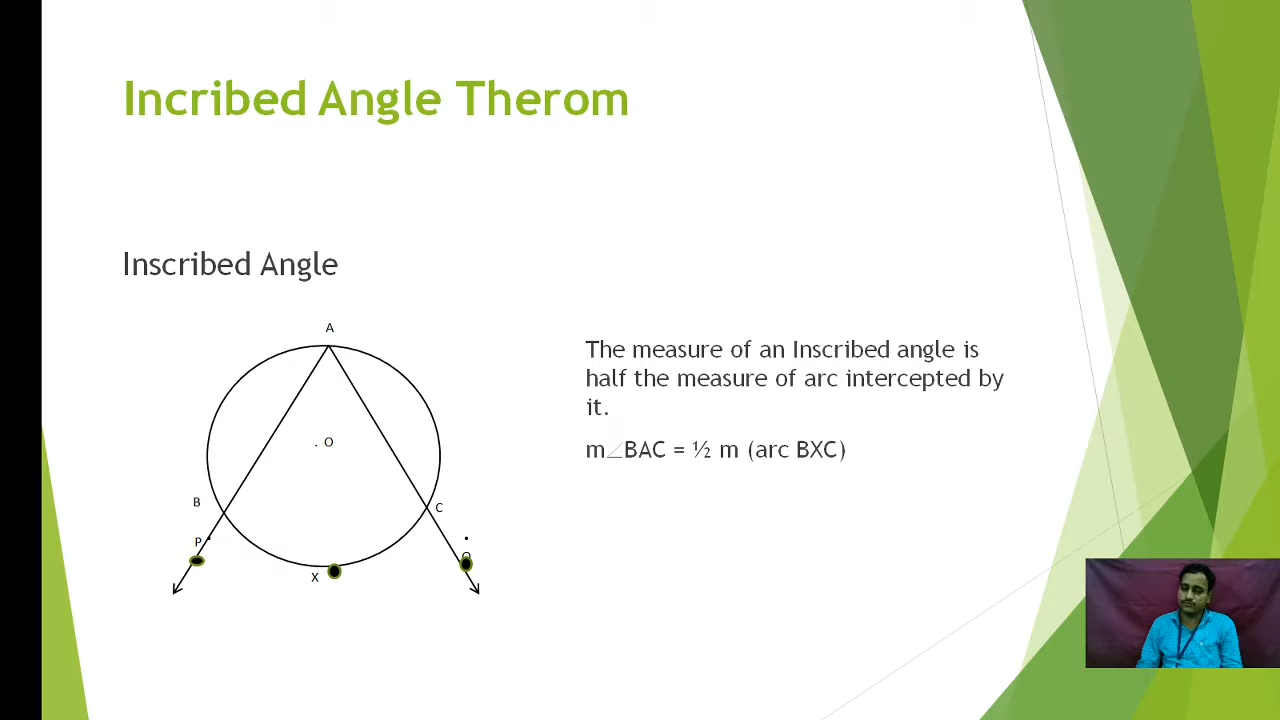 Incribed Angle Therom
Inscribed Angle
A
The measure of an Inscribed angle is
half the measure of arc intercepted by
it.
. O
m∠BAC = ½ m (arc BXC)
B
C
P
X